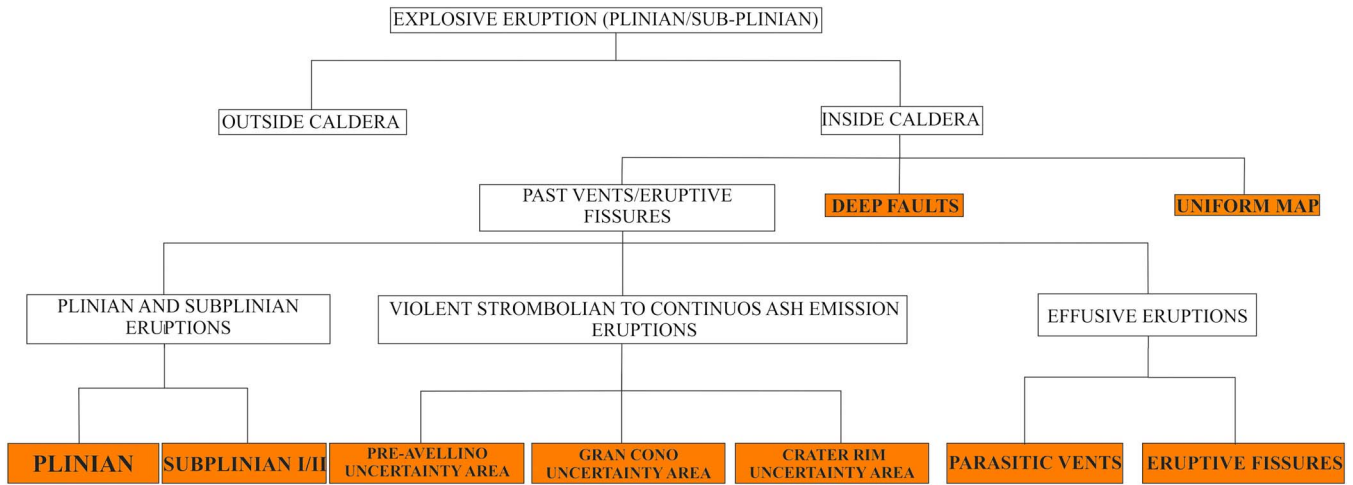 EXPLOSIVE ERUPTION (PLINIAN/SUB-PLINIAN)
OUTSIDE CALDERA
INSIDE CALDERA
PAST VENTS/ERUPTIVE
FISSURES
DEEP FAULTS
UNIFORM MAP
PLINIAN AND SUBPLINIAN
ERUPTIONS
VIOLENT STROMBOLIAN TO CONTINUOS ASH EMISSION
ERUPTIONS
EFFUSIVE ERUPTIONS
PLINIAN
SUBPLINIAN I/II
PRE-AVELLINO
UNCERTAINTY AREA
GRAN CONO
UNCERTAINTY AREA
CRATER RIM
UNCERTAINTY AREA
PARASITIC VENTS
ERUPTIVE FISSURES